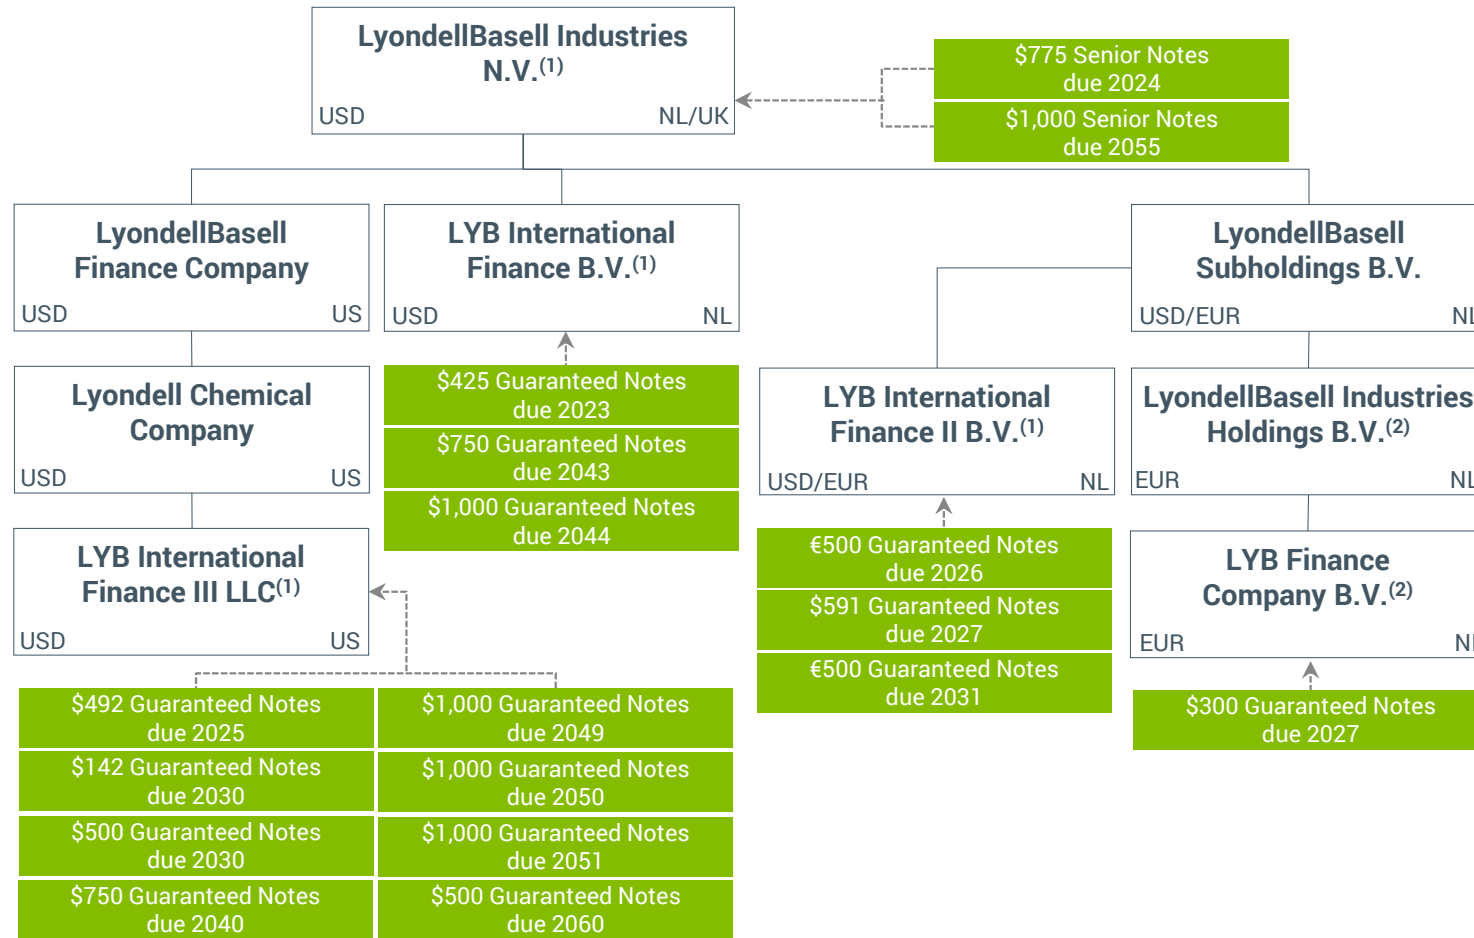 LyondellBasell Industries
N.V.(1)
USD NL/UK
$775 Senior Notes
due 2024
$1,000 Senior Notes
due 2055
LyondellBasell
Finance Company
USD US
LYB International
Finance B.V.(1)
USD NL
LyondellBasell
Subholdings B.V.
USD/EUR NL
Lyondell Chemical
Company
USD US
$425 Guaranteed Notes
due 2023
$750 Guaranteed Notes
due 2043
$1,000 Guaranteed Notes
due 2044
LYB International
Finance II B.V.(1)
USD/EUR NL
LyondellBasell Industries
Holdings B.V.(2)
EUR NL
LYB International
Finance III LLC(1)
USD US
€500 Guaranteed Notes
due 2026
$591 Guaranteed Notes
due 2027
€500 Guaranteed Notes
due 2031
LYB Finance
Company B.V.(2)
EUR NL
$300 Guaranteed Notes
due 2027
$492 Guaranteed Notes
due 2025
$142 Guaranteed Notes
due 2030
$500 Guaranteed Notes
due 2030
$750 Guaranteed Notes
due 2040
$1,000 Guaranteed Notes
due 2049
$1,000 Guaranteed Notes
due 2050
$1,000 Guaranteed Notes
due 2051
$500 Guaranteed Notes
due 2060